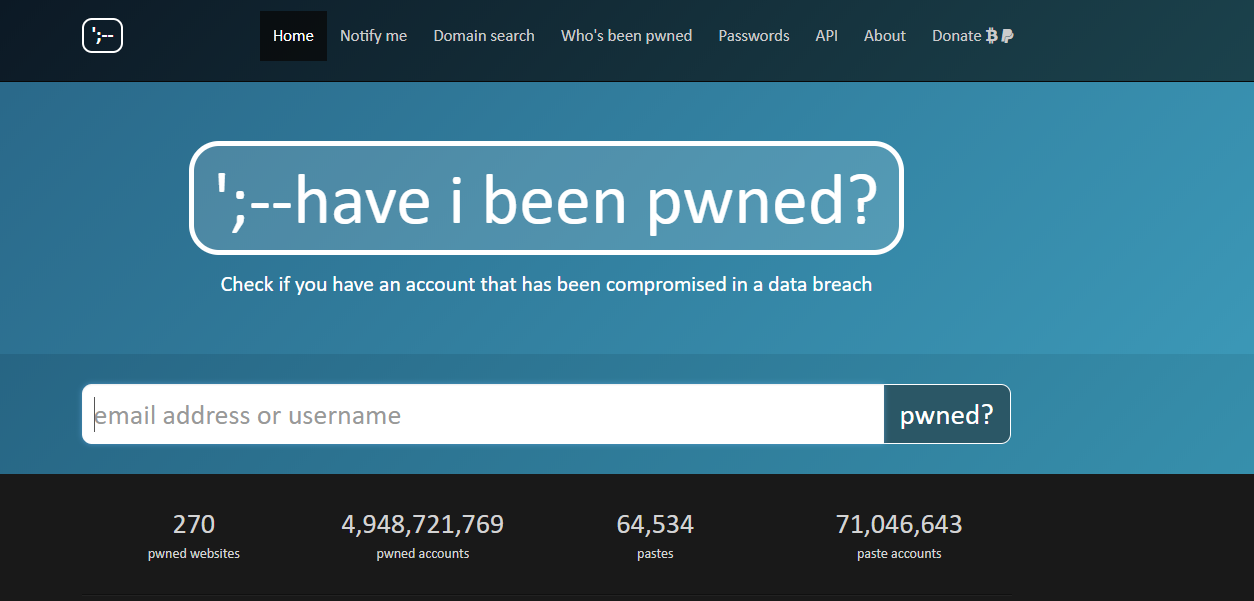 ';--
Home Notify me Domain search Who's been pwned Passwords API About Donate
';--have i been pwned?
Check if you have an account that has been compromised in a data breach
email address or username pwned?
270 4,948,721,769 64,534 71,046,643
pwned websites pwned accounts pastes paste accounts